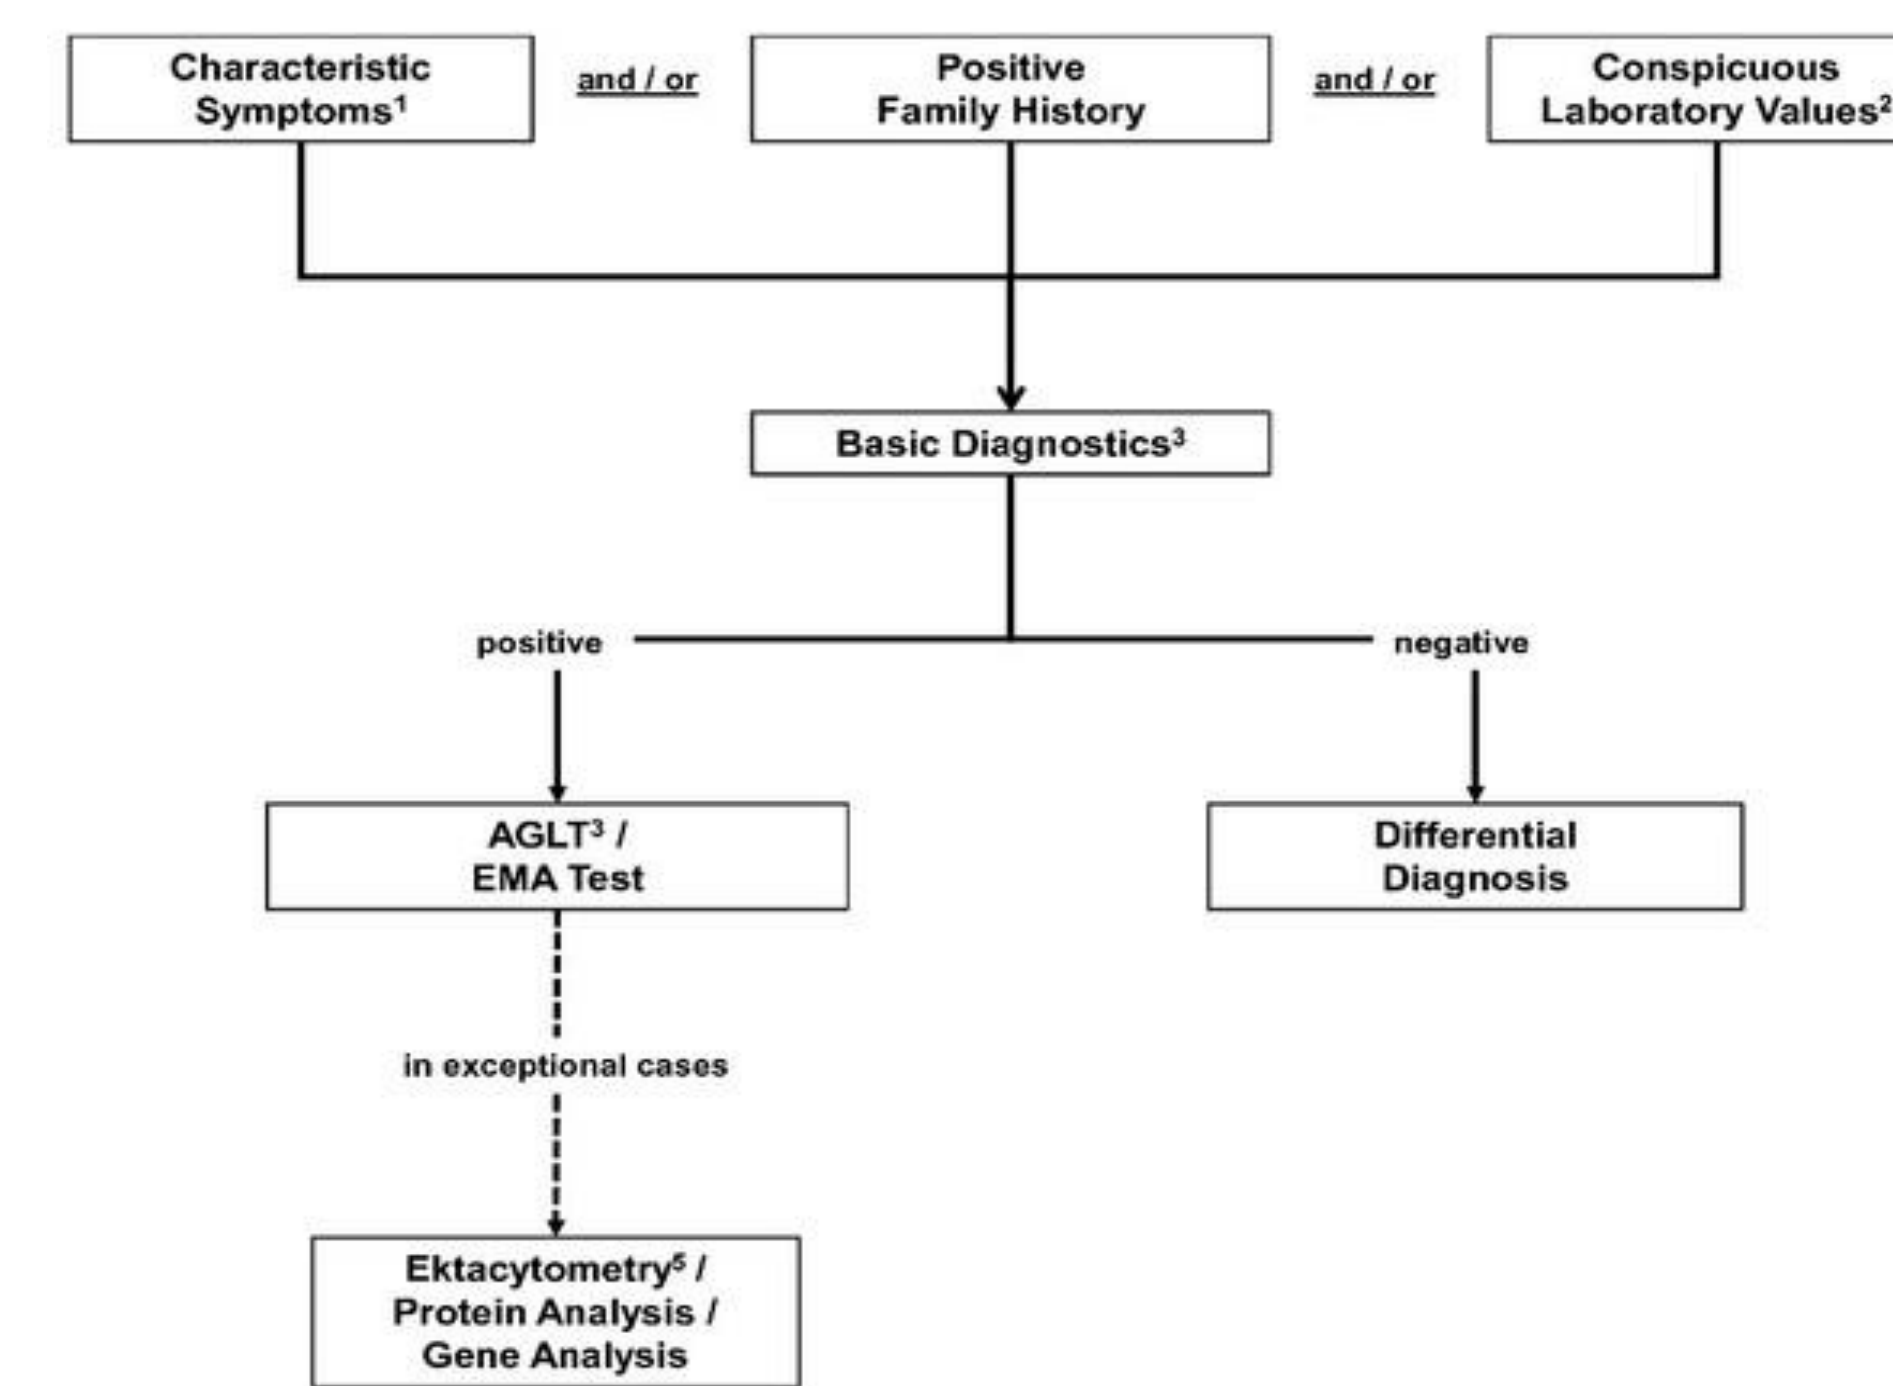 Characteristic
Symptoms¹
and / or
Positive
Family History
and / or
Conspicuous
Laboratory Values²
Basic Diagnostics³
positive
negative
AGLT³ /
EMA Test
Differential
Diagnosis
in exceptional cases
Ektacytometry⁵ /
Protein Analysis /
Gene Analysis